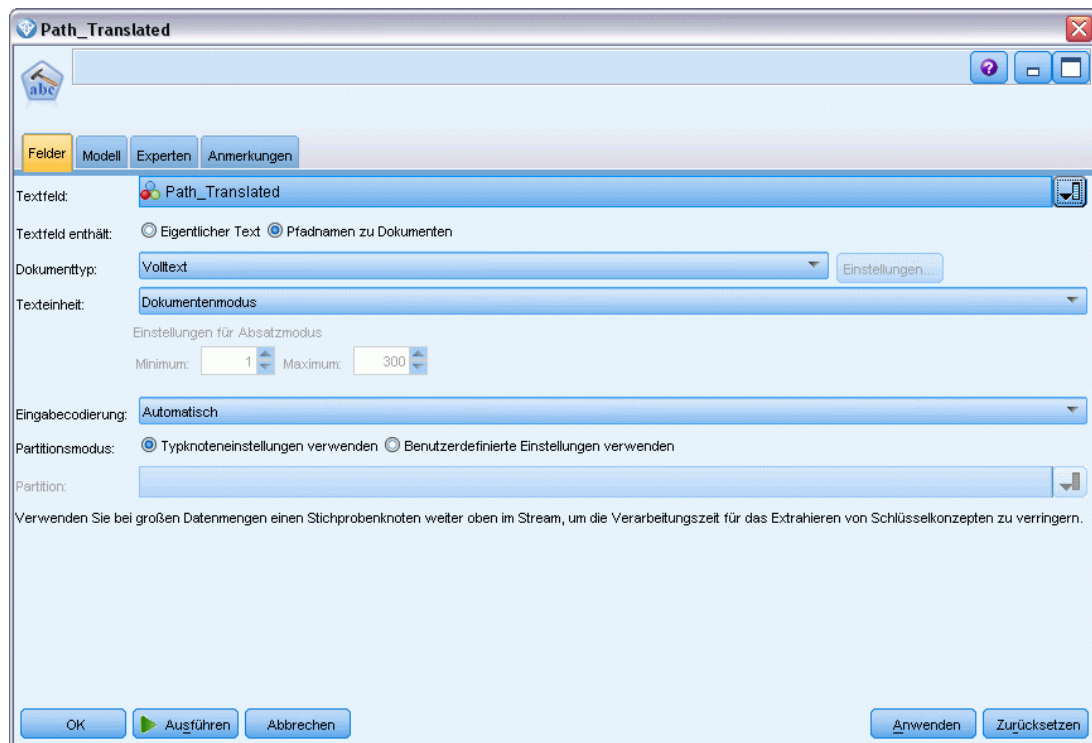 Path_Translated
abc
Felder Modell Experten Anmerkungen
Textfeld: Path_Translated
Textfeld enthält: Eigentlicher Text Pfadnamen zu Dokumenten
Dokumenttyp: Volltext Einstellungen...
Texteinheit: Dokumentenmodus
Einstellungen für Absatzmodus
Minimum: 1 Maximum: 300
Eingabecodierung: Automatisch
Partitionsmodus: Typknoteneinstellungen verwenden Benutzerdefinierte Einstellungen verwenden
Partition:
Verwenden Sie bei großen Datenmengen einen Stichprobenknoten weiter oben im Stream, um die Verarbeitungszeit für das Extrahieren von Schlüsselkonzepten zu verringern.
OK Ausführen Abbrechen Anwenden Zurücksetzen